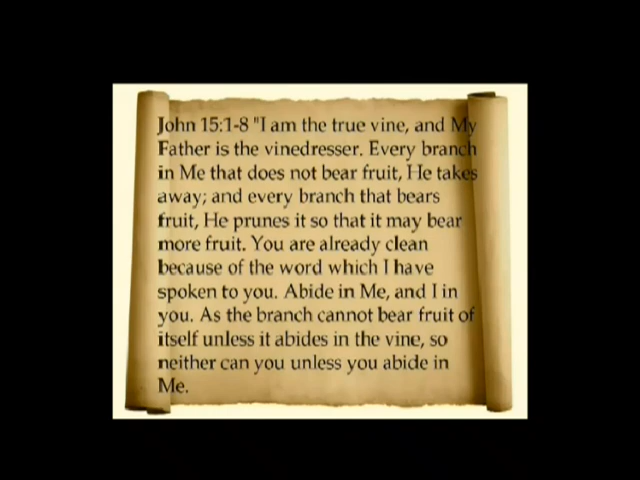 John 15:1-8 "I am the true vine, and My
Father is the vinedresser. Every branch
in Me that does not bear fruit, He takes
away; and every branch that bears
fruit, He prunes it so that it may bear
more fruit. You are already clean
because of the word which I have
spoken to you. Abide in Me, and I in
you. As the branch cannot bear fruit of
itself unless it abides in the vine, so
neither can you unless you abide in
Me.